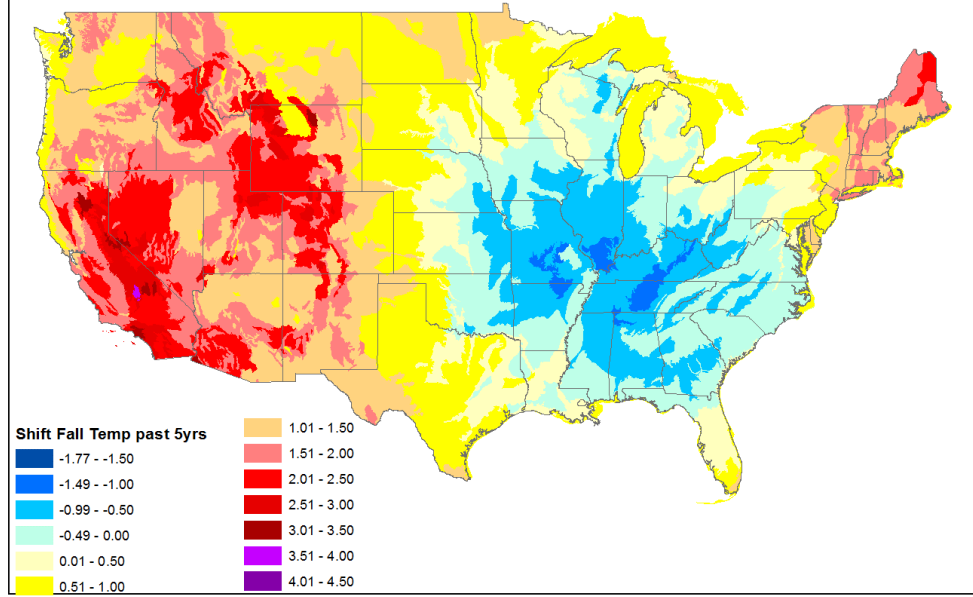 Shift Fall Temp past 5yrs
-1.77 - -1.50
-1.49 - -1.00
-0.99 - -0.50
-0.49 - 0.00
0.01 - 0.50
0.51 - 1.00
1.01 - 1.50
1.51 - 2.00
2.01 - 2.50
2.51 - 3.00
3.01 - 3.50
3.51 - 4.00
4.01 - 4.50